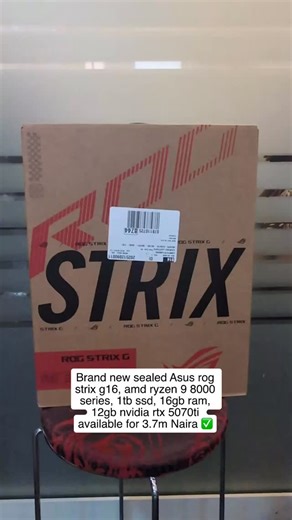 ROG
STRIX
ROG STRIX G
ROG STRIX G
Brand new sealed Asus rog
strix g16, amd ryzen 9 8000
series, 1tb ssd, 16gb ram,
12gb nvidia rtx 5070ti
available for 3.7m Naira ✅